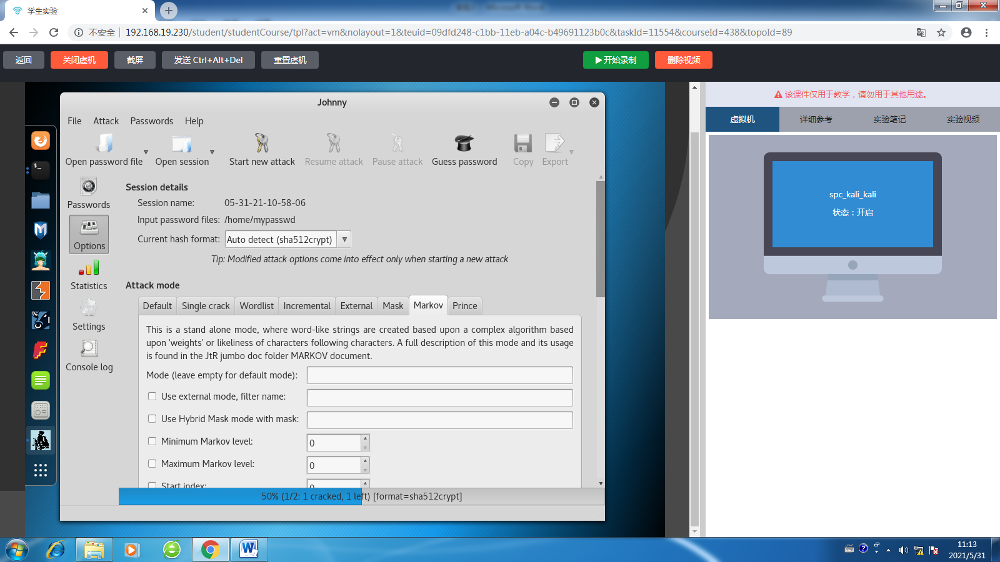 学生实验
不安全
192.168.19.230/student/studentCourse/tpl?act=vm&nolayout=1&teuid=09dfd248-c1bb-11eb-a04c-b49691123b0c&taskId=11554&courseId=438&topoId=89
返回
关闭虚机
截屏
发送 Ctrl+Alt+Del
重置虚机
开始录制
删除视频
Johnny
File Attack Passwords Help
Open password file
Open session
Start new attack
Resume attack
Pause attack
Guess password
Copy
Export
Passwords
Options
Statistics
Settings
Console log
Session details
Session name: 05-31-21-10-58-06
Input password files: /home/mypasswd
Current hash format: Auto detect (sha512crypt)
Tip: Modified attack options come into effect only when starting a new attack
Attack mode
Default Single crack Wordlist Incremental External Mask Markov Prince
This is a stand alone mode, where word-like strings are created based upon a complex algorithm based
upon 'weights' or likeliness of characters following characters. A full description of this mode and its usage
is found in the JtR jumbo doc folder MARKOV document.
Mode (leave empty for default mode):
Use external mode, filter name:
Use Hybrid Mask mode with mask:
Minimum Markov level: 0
Maximum Markov level: 0
Start index: 0
50% (1/2: 1 cracked, 1 left) [format=sha512crypt]
该课件仅用于教学，请勿用于其他用途。
虚拟机 详细参考 实验笔记 实验视频
spc_kali_kali
状态：开启
11:13
2021/5/31